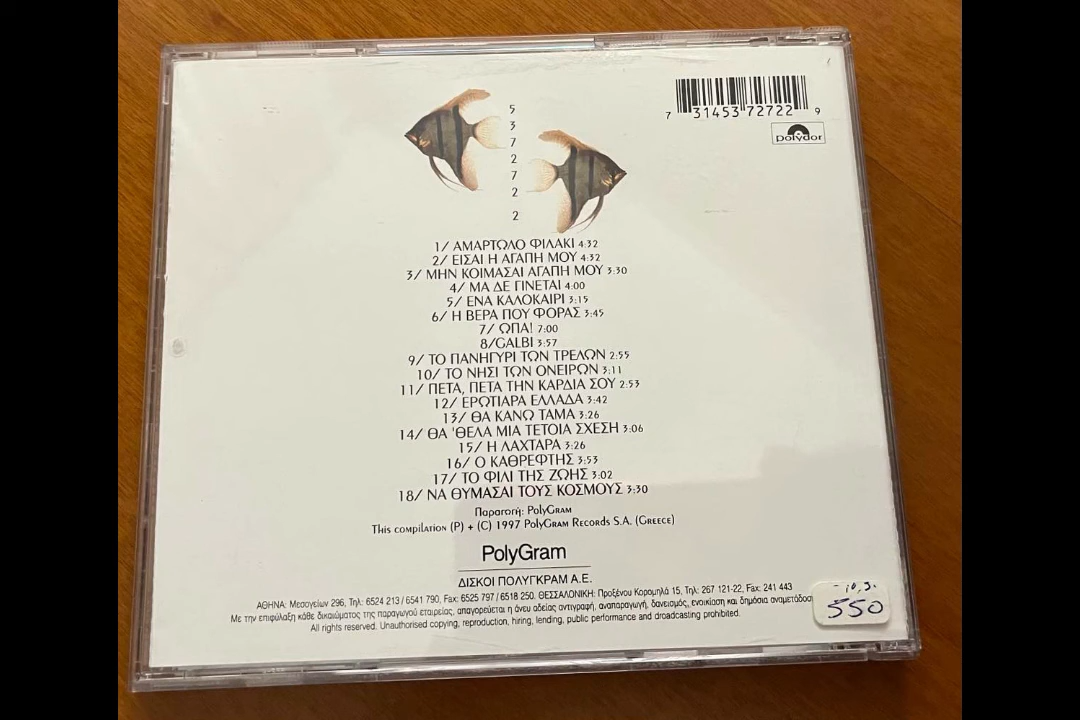 5
3
7
2
7
2
2
7 31453 72722 9
polydor
1/ ΑΜΑΡΤΩΛΟ ΦΙΛΑΚΙ 4:32
2/ ΕΙΣΑΙ Η ΑΓΑΠΗ ΜΟΥ 4:32
3/ ΜΗΝ ΚΟΙΜΑΣΑΙ ΑΓΑΠΗ ΜΟΥ 3:30
4/ ΜΑ ΔΕ ΓΙΝΕΤΑΙ 4:00
5/ ΕΝΑ ΚΑΛΟΚΑΙΡΙ 3:15
6/ Η ΒΕΡΑ ΠΟΥ ΦΟΡΑΣ 3:45
7/ ΩΠΑ! 7:00
8/GALBI 3:57
9/ ΤΟ ΠΑΝΗΓΥΡΙ ΤΩΝ ΤΡΕΛΩΝ 2:55
10/ ΤΟ ΝΗΣΙ ΤΩΝ ΟΝΕΙΡΩΝ 3:11
11/ ΠΕΤΑ, ΠΕΤΑ ΤΗΝ ΚΑΡΔΙΑ ΣΟΥ 2:53
12/ ΕΡΩΤΙΑΡΑ ΕΛΛΑΔΑ 3:42
13/ ΘΑ ΚΑΝΩ ΤΑΜΑ 3:26
14/ ΘΑ 'ΘΕΛΑ ΜΙΑ ΤΕΤΟΙΑ ΣΧΕΣΗ 3:06
15/ Η ΛΑΧΤΑΡΑ 3:26
16/ Ο ΚΑΘΡΕΦΤΗΣ 3:53
17/ ΤΟ ΦΙΛΙ ΤΗΣ ΖΩΗΣ 3:02
18/ ΝΑ ΘΥΜΑΣΑΙ ΤΟΥΣ ΚΟΣΜΟΥΣ 3:30
Παραγωγή: PolyGram
This compilation (P) + (C) 1997 PolyGram Records S.A. (Greece)
PolyGram
ΔΙΣΚΟΙ ΠΟΛΥΓΚΡΑΜ Α.Ε.
ΑΘΗΝΑ: Μεσογείων 296, Τηλ: 6524 213 / 6541 790, Fax: 6525 797 / 6518 250. ΘΕΣΣΑΛΟΝΙΚΗ: Προξένου Κορομηλά 15, Τηλ: 267 121-22, Fax: 241 443
Με την επιφύλαξη κάθε δικαιώματος της παραγωγού εταιρείας, απαγορεύεται η άνευ αδείας αντιγραφή, αναπαραγωγή, δανεισμός, ενοικίαση και δημόσια αναμετάδοσ
All rights reserved. Unauthorised copying, reproduction, hiring, lending, public performance and droadcasting prohibited.
550